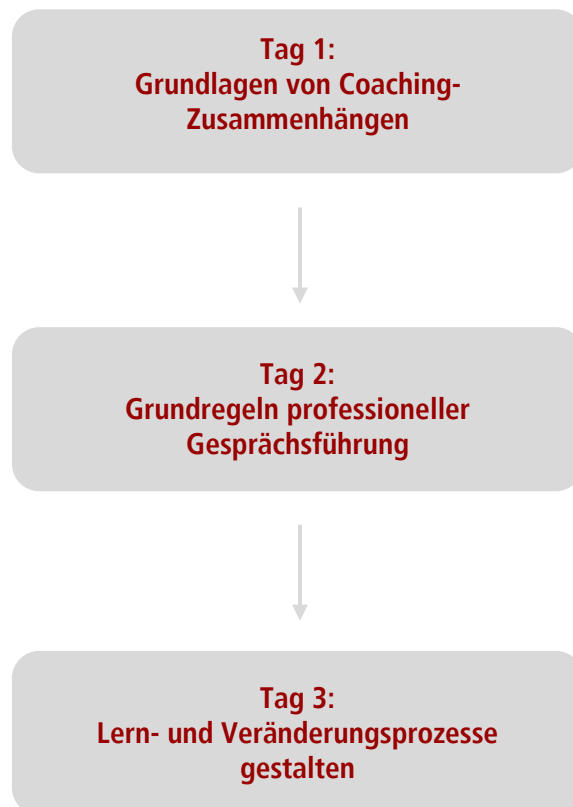 Tag 1:
Grundlagen von Coaching-
Zusammenhängen
Tag 2:
Grundregeln professioneller
Gesprächsführung
Tag 3:
Lern- und Veränderungsprozesse
gestalten